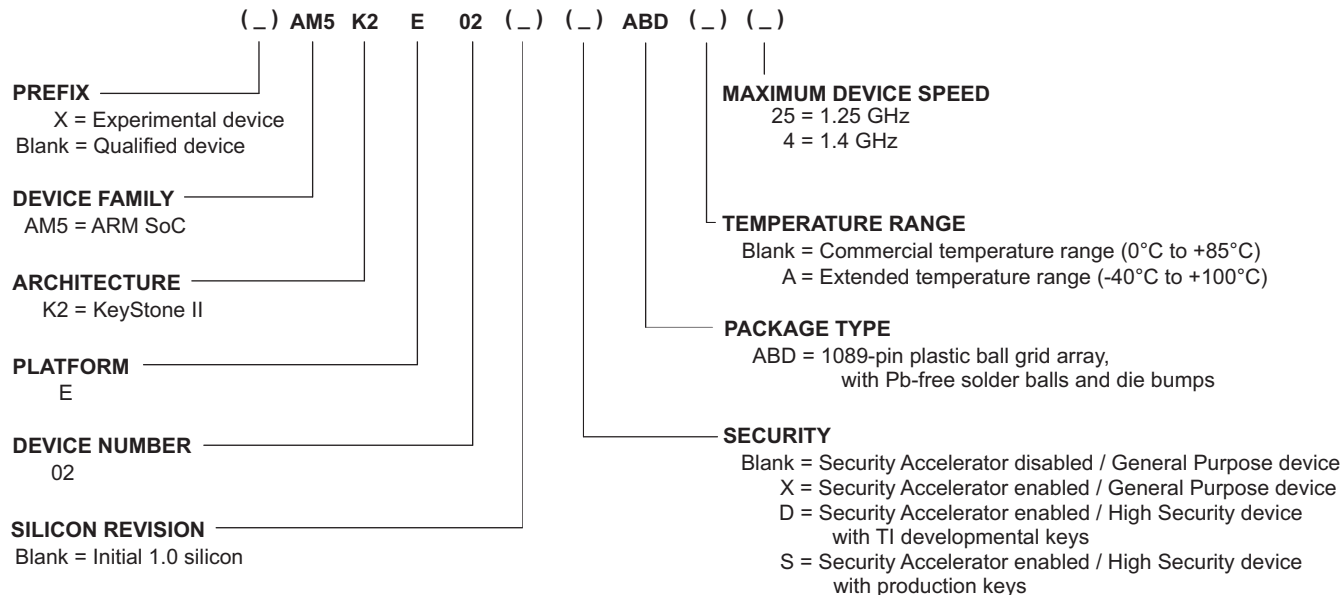 ( _ ) AM5 K2 E 02 ( _ ) ( _ ) ABD ( _ ) ( _ )
PREFIX
X = Experimental device
Blank = Qualified device
DEVICE FAMILY
AM5 = ARM SoC
ARCHITECTURE
K2 = KeyStone II
PLATFORM
E
DEVICE NUMBER
02
SILICON REVISION
Blank = Initial 1.0 silicon
MAXIMUM DEVICE SPEED
25 = 1.25 GHz
4 = 1.4 GHz
TEMPERATURE RANGE
Blank = Commercial temperature range (0°C to +85°C)
A = Extended temperature range (-40°C to +100°C)
PACKAGE TYPE
ABD = 1089-pin plastic ball grid array,
with Pb-free solder balls and die bumps
SECURITY
Blank = Security Accelerator disabled / General Purpose device
X = Security Accelerator enabled / General Purpose device
D = Security Accelerator enabled / High Security device
with TI developmental keys
S = Security Accelerator enabled / High Security device
with production keys